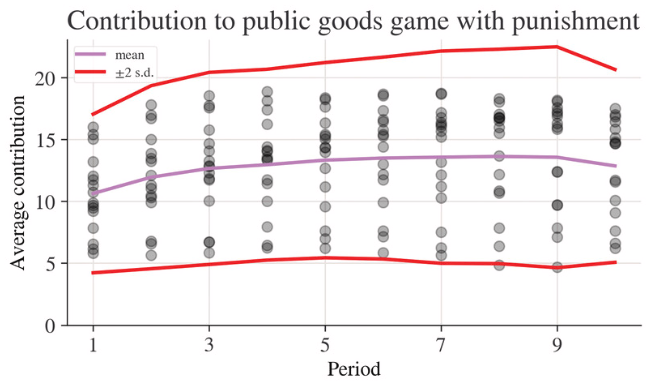 Contribution to public goods game with punishment
mean
±2 s.d.
Average contribution
20
15
10
5
0
1 3 5 7 9
Period